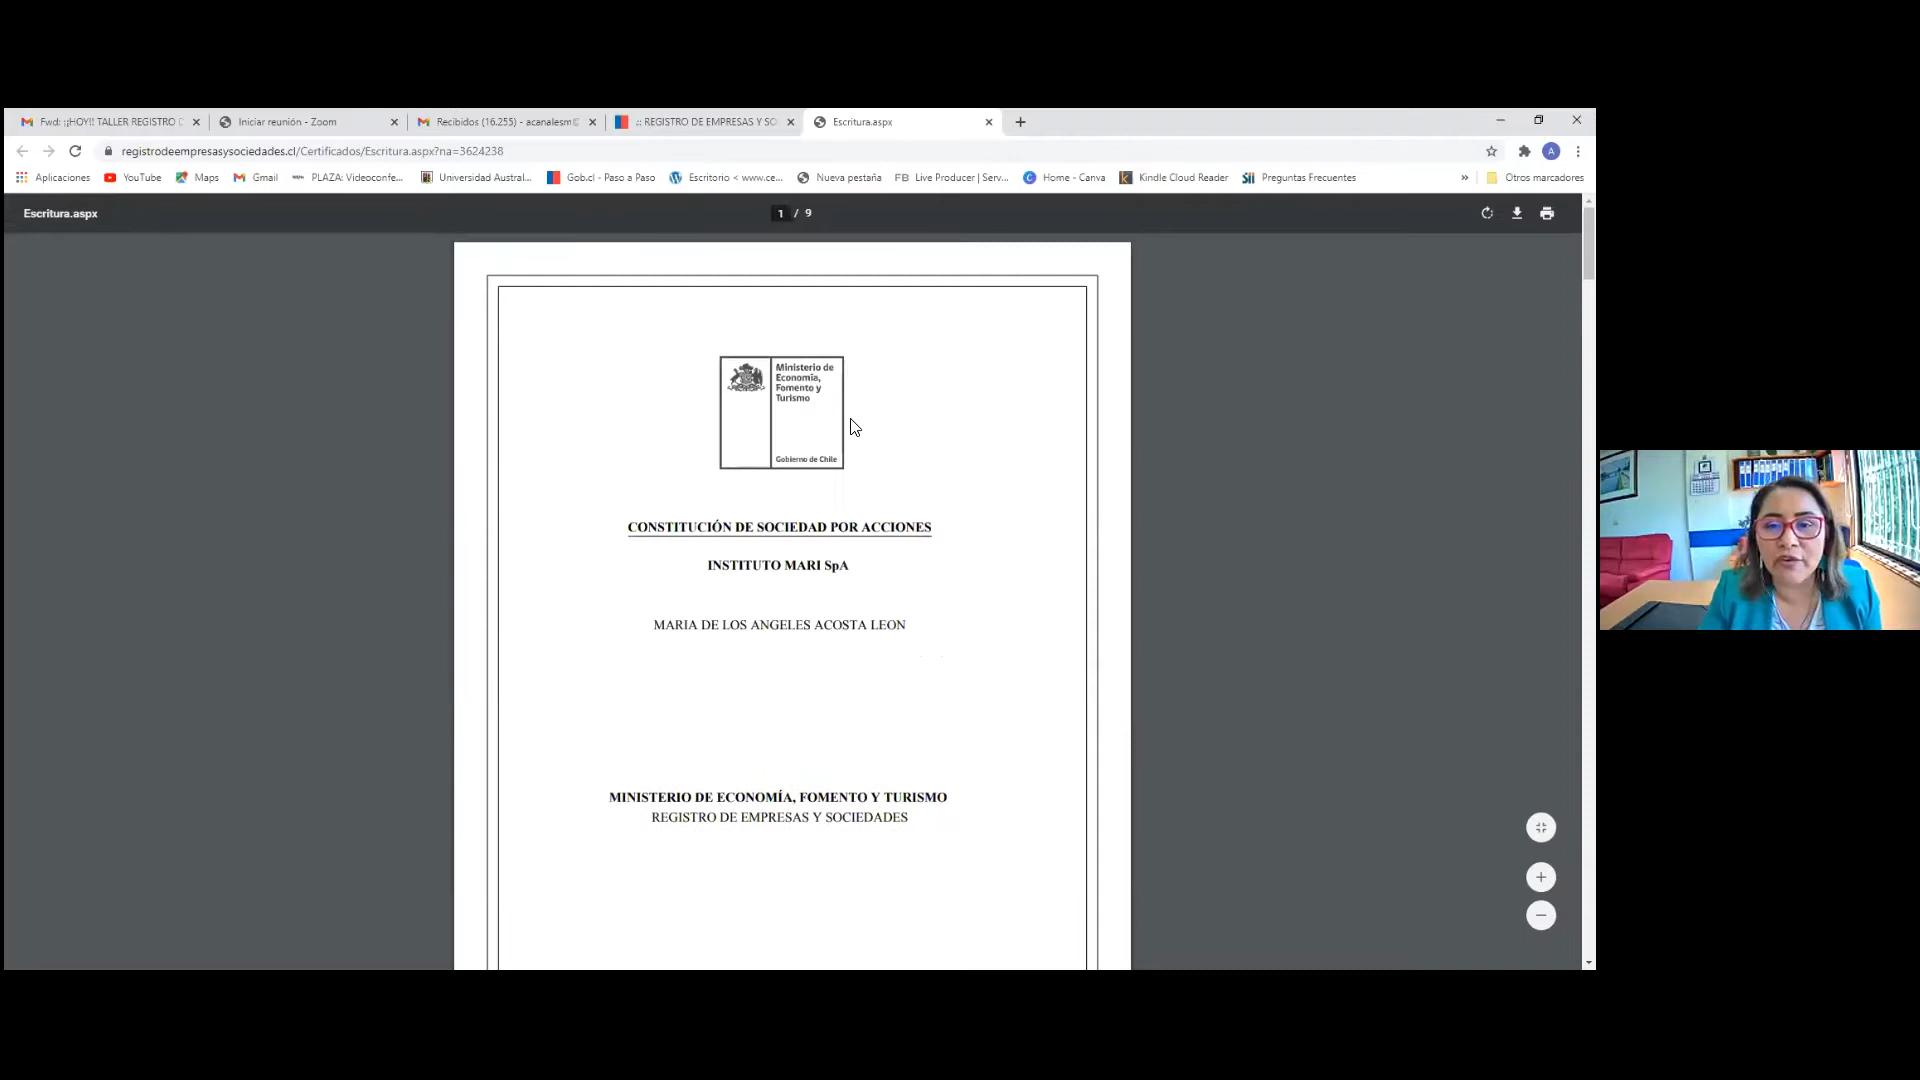 Fwd: ¡¡HOY!! TALLER REGISTRO D
Iniciar reunión - Zoom
Recibidos (16.255) - acanalesm@
.:: REGISTRO DE EMPRESAS Y SO
Escritura.aspx
registrodeempresasysociedades.cl/Certificados/Escritura.aspx?na=3624238
A
Aplicaciones
YouTube
Maps
Gmail
PLAZA: Videoconfe...
Universidad Austral...
Gob.cl - Paso a Paso
Escritorio < www.ce...
Nueva pestaña
FB Live Producer | Serv...
Home - Canva
Kindle Cloud Reader
Sii Preguntas Frecuentes
»
Otros marcadores
Escritura.aspx
1 / 9
Ministerio de
Economía,
Fomento y
Turismo
Gobierno de Chile
CONSTITUCIÓN DE SOCIEDAD POR ACCIONES
INSTITUTO MARI SpA
MARIA DE LOS ANGELES ACOSTA LEON
MINISTERIO DE ECONOMÍA, FOMENTO Y TURISMO
REGISTRO DE EMPRESAS Y SOCIEDADES